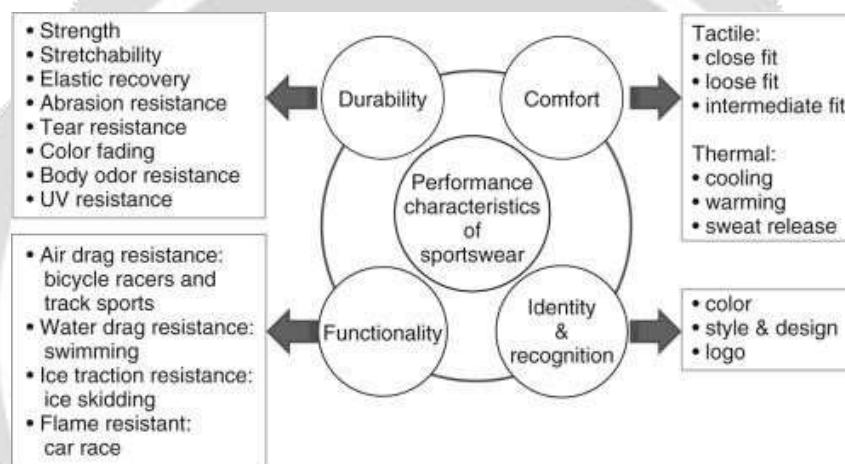 • Strength
• Stretchability
• Elastic recovery
• Abrasion resistance
• Tear resistance
• Color fading
• Body odor resistance
• UV resistance
Durability
Comfort
Tactile:
• close fit
• loose fit
• intermediate fit
Thermal:
• cooling
• warming
• sweat release
Performance
characteristics
of
sportswear
• Air drag resistance:
bicycle racers and
track sports
• Water drag resistance:
swimming
• Ice traction resistance:
ice skidding
• Flame resistant:
car race
Functionality
Identity
&
recognition
• color
• style & design
• logo